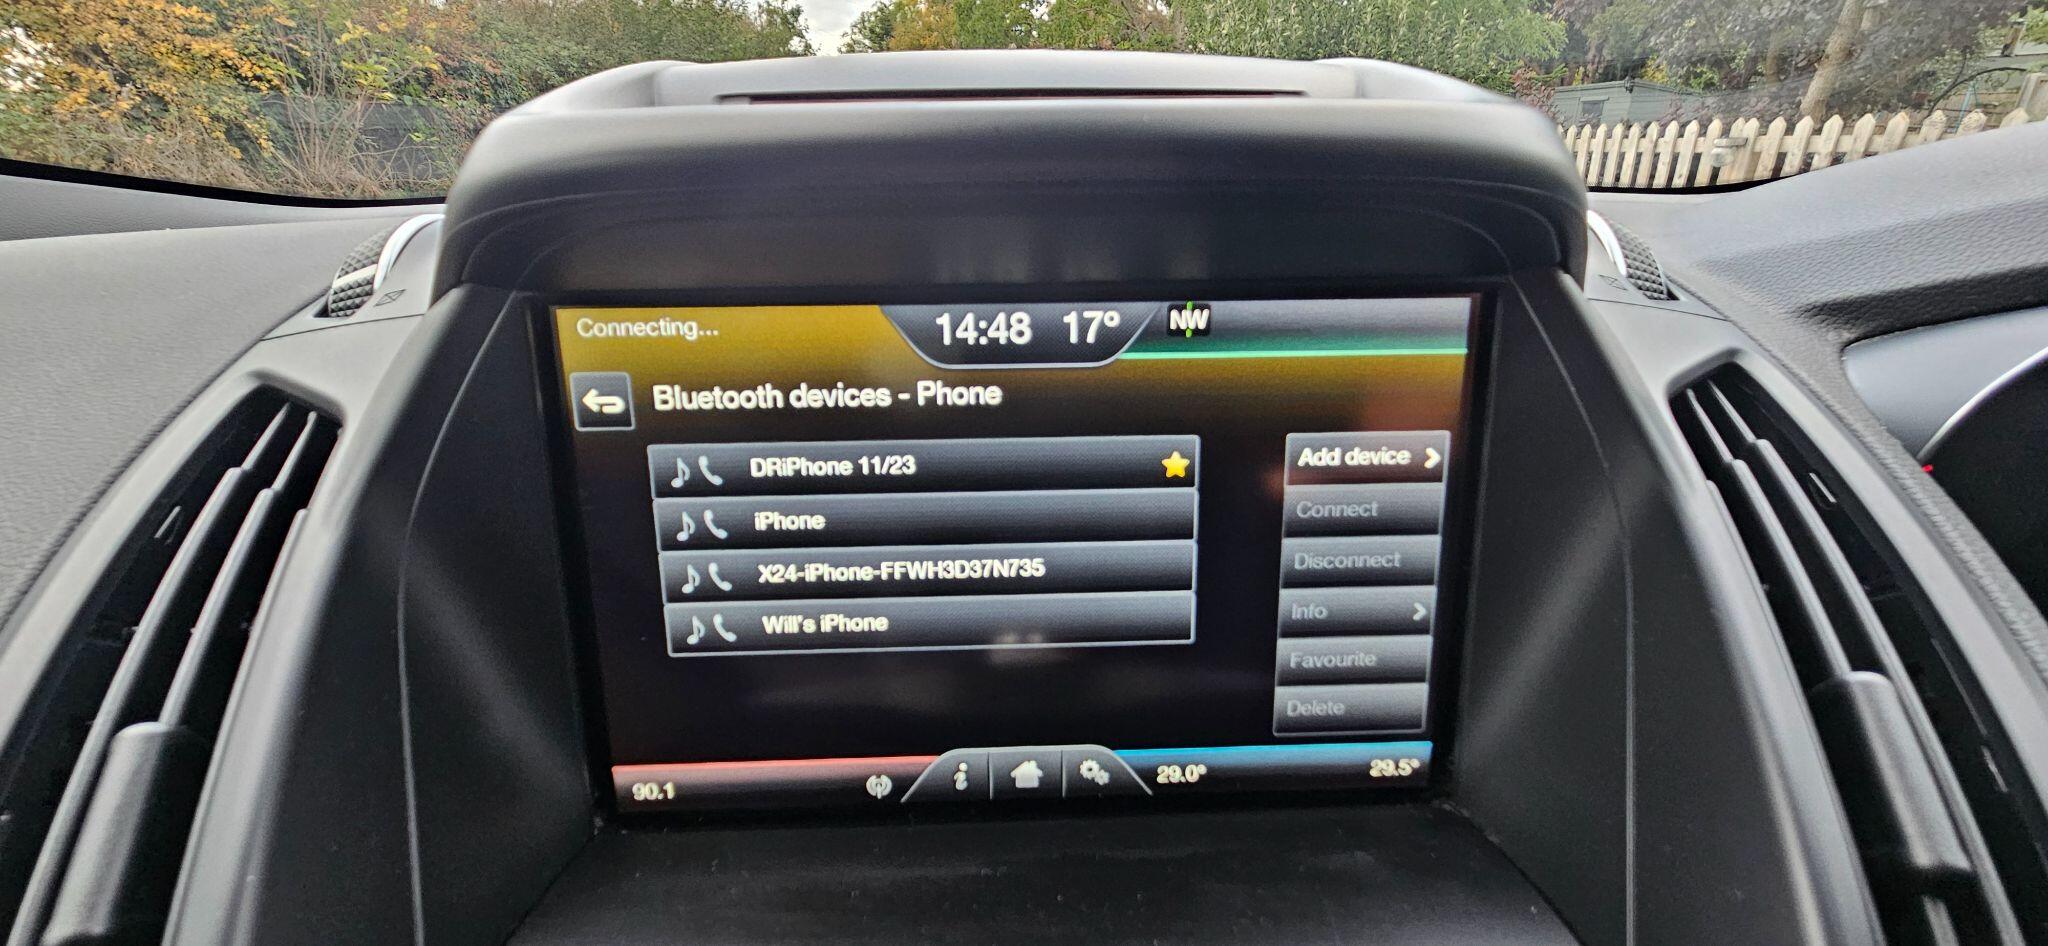 Connecting...
14:48 17°
NW
Bluetooth devices - Phone
DRiPhone 11/23
iPhone
X24-iPhone-FFWH3D37N735
Will's iPhone
Add device
Connect
Disconnect
Info
Favourite
Delete
90.1
29.0°
29.5°